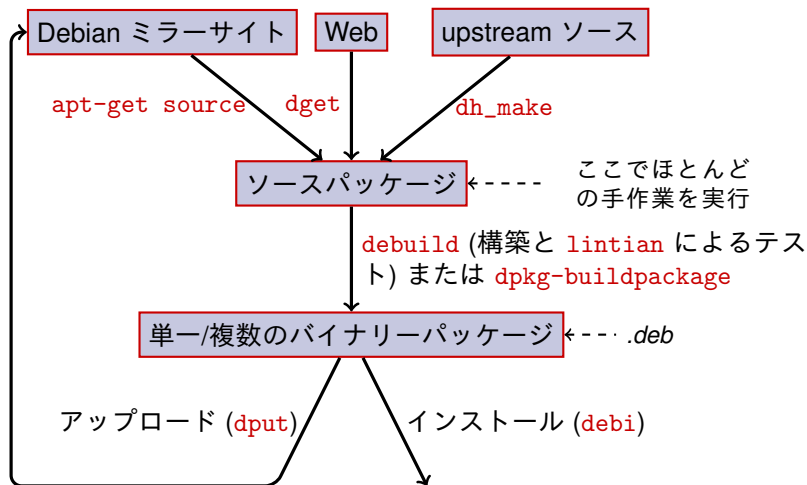 Debian ミラーサイト
Web
upstream ソース
apt-get source
dget
dh_make
ソースパッケージ
ここでほとんど
の手作業を実行
debuild (構築と lintian によるテス
ト) または dpkg-buildpackage
単一/複数のバイナリーパッケージ
.deb
アップロード (dput)
インストール (debi)